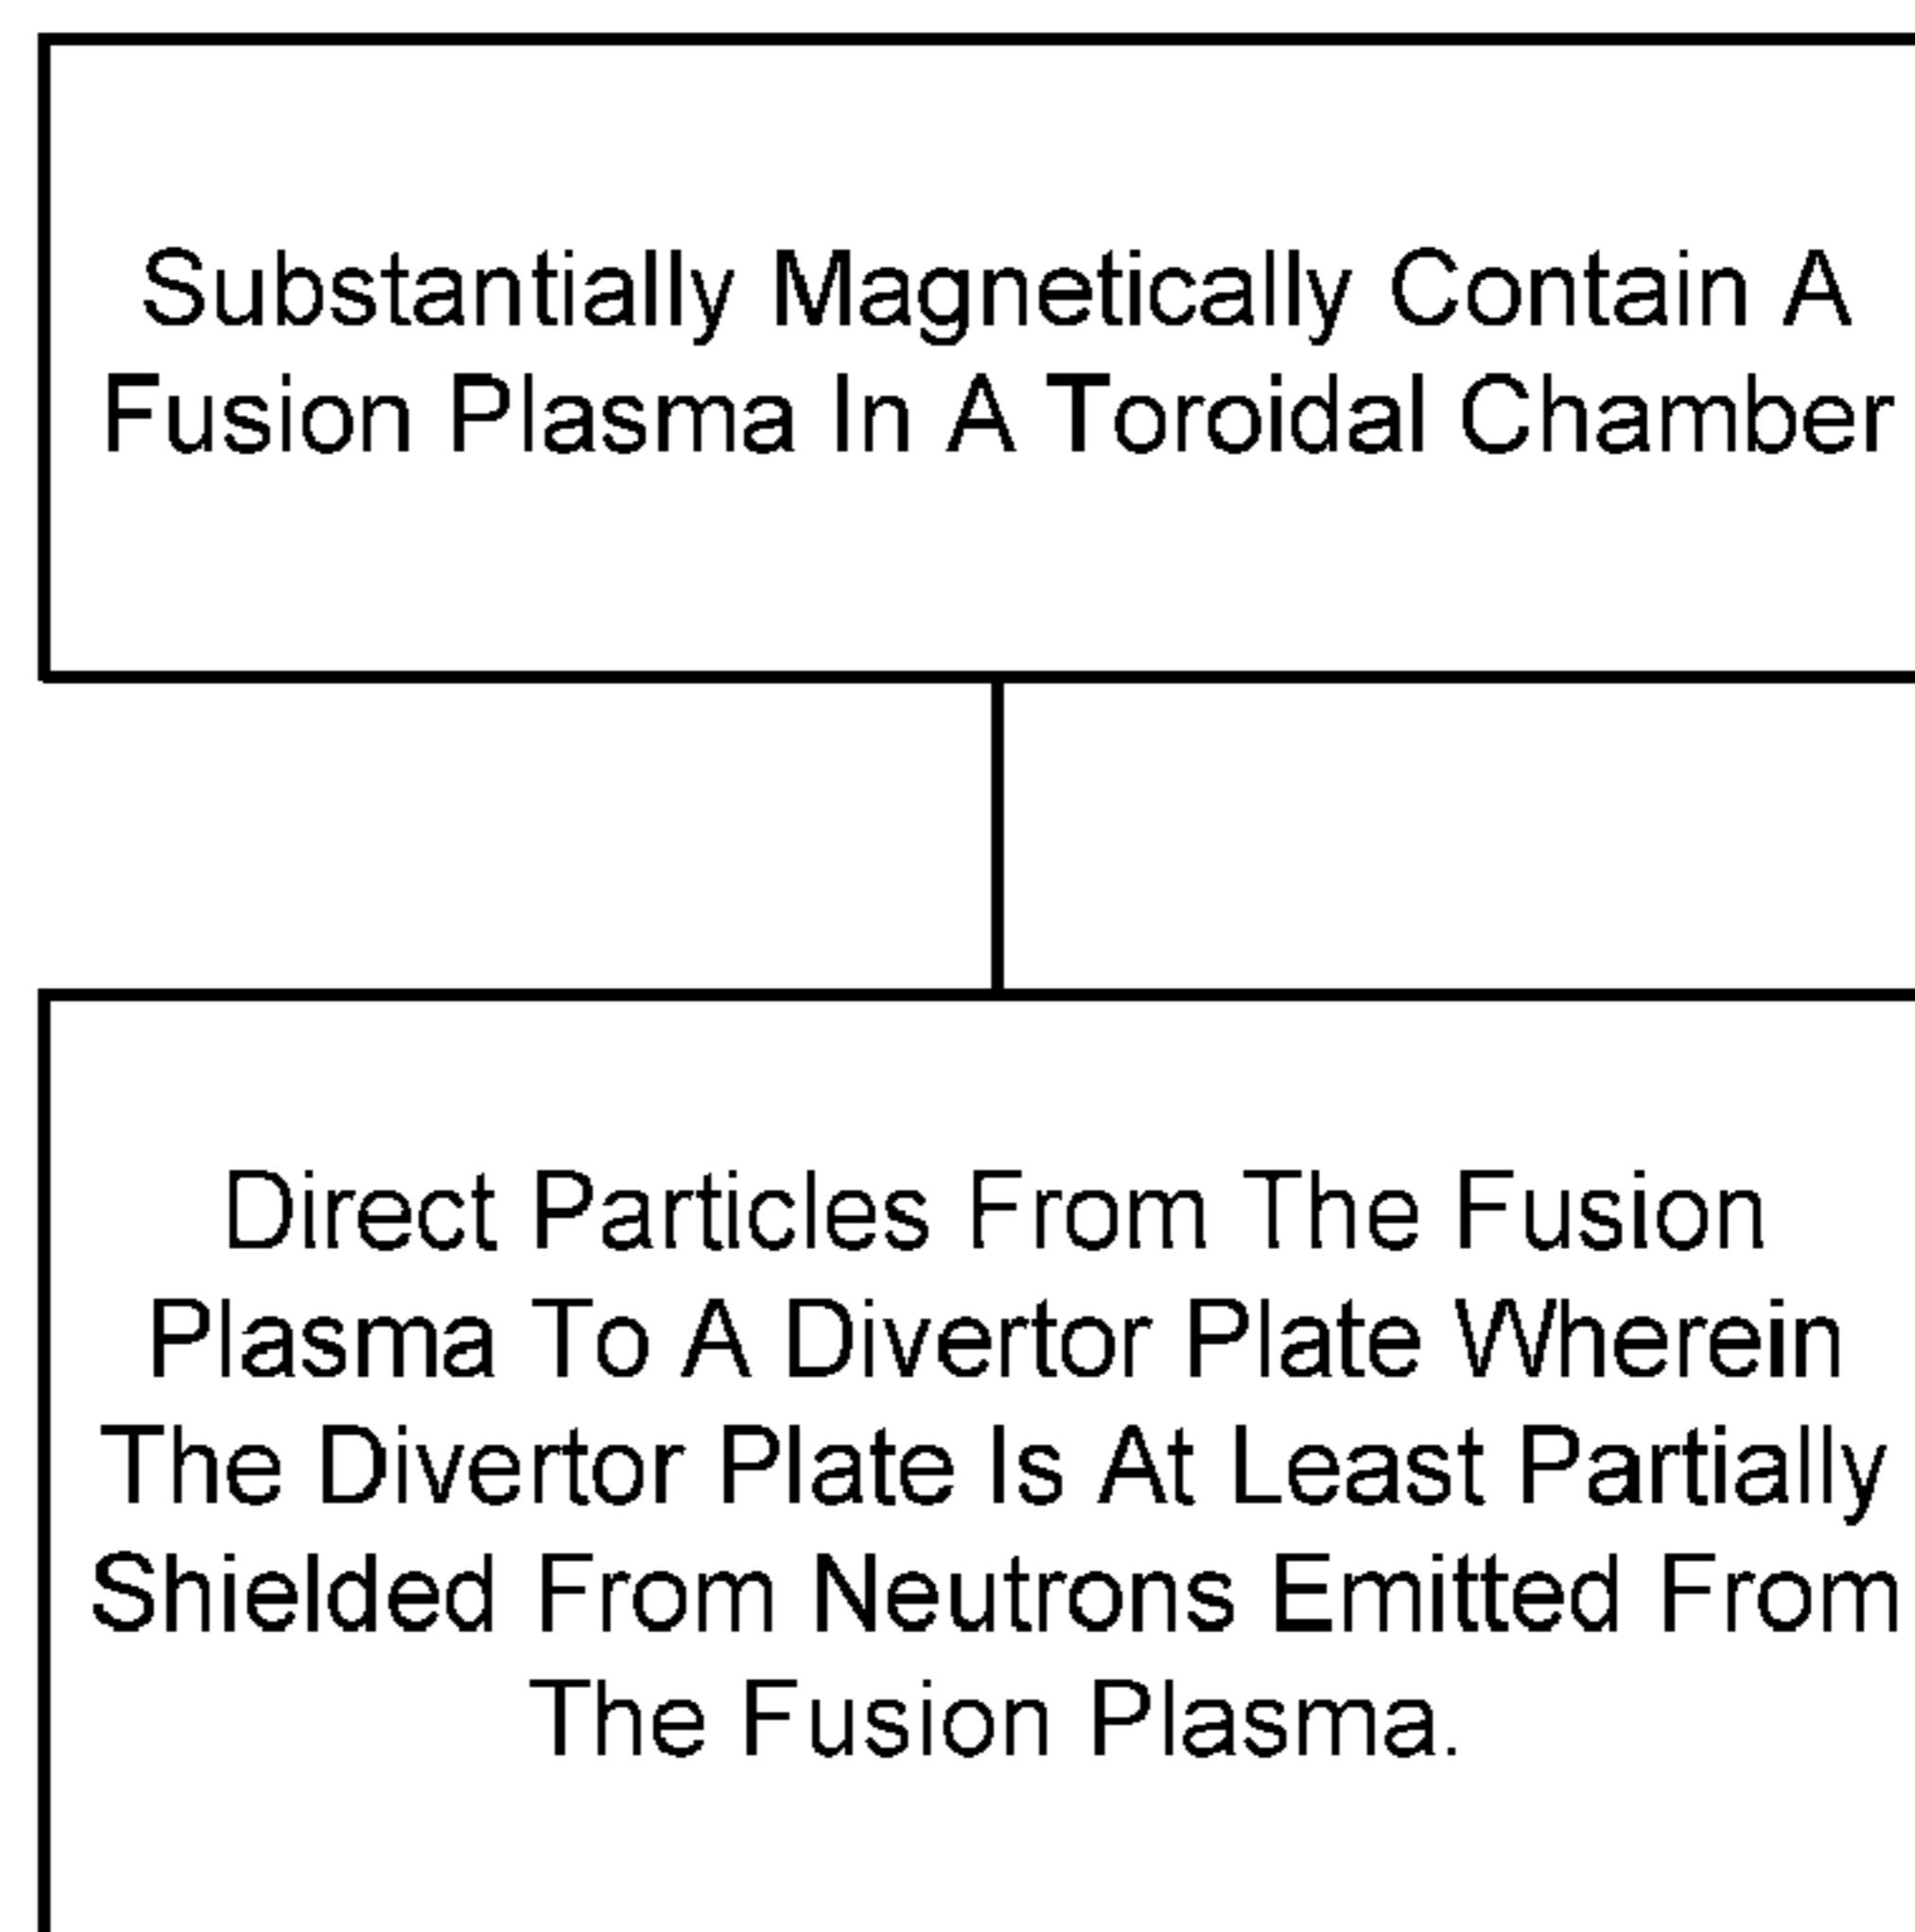 Substantially Magnetically Contain A
Fusion Plasma In A Toroidal Chamber
Direct Particles From The Fusion
Plasma To A Divertor Plate Wherein
The Divertor Plate Is At Least Partially
Shielded From Neutrons Emitted From
The Fusion Plasma.